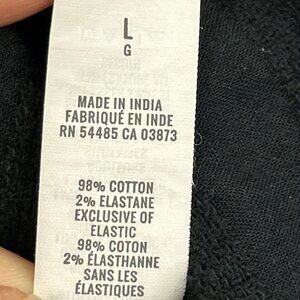 L
G
MADE IN INDIA
FABRIQUÉ EN INDE
RN 54485 CA 03873
98% COTTON
2% ELASTANE
EXCLUSIVE OF
ELASTIC
98% COTON
2% ÉLASTHANNE
SANS LES
ÉLASTIQUES